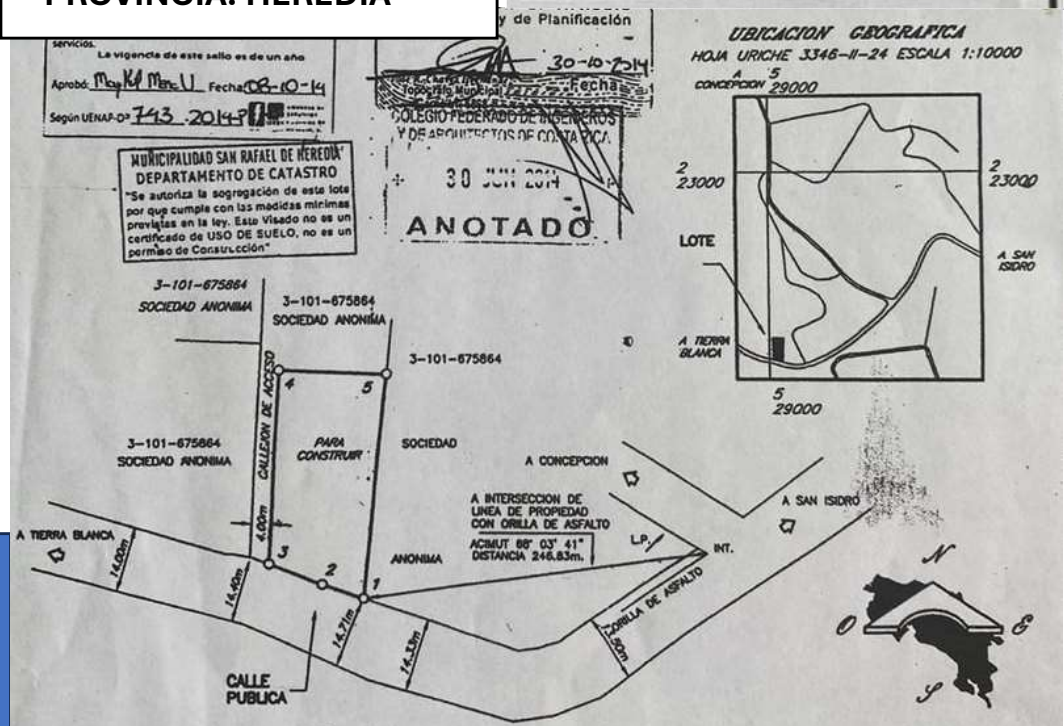 PROVINCIA: HEREDIA
servicios.
La vigencia de este sello es de un año
Aprobó: Fecha: 08-10-14
Según UENAP-Dº 743 .2014-P
y de Planificación
30-10-2014
Topógrafo Municipal Fecha
COLEGIO FEDERADO DE INGENIEROS
Y DE ARQUITECTOS DE COSTA RICA
30 JUN 2014
ANOTADO
MUNICIPALIDAD SAN RAFAEL DE HEREDIA
DEPARTAMENTO DE CATASTRO
"Se autoriza la sogregación de este lote
por que cumple con las medidas mínimas
previstas en la ley. Este Visado no es un
certificado de USO DE SUELO, no es un
permiso de Construcción"
UBICACION GEOGRAFICA
HOJA URICHE 3346-II-24 ESCALA 1:10000
A
CONCEPCION
5
29000
2
23000
2
23000
LOTE
A SAN
ISIDRO
A TIERRA
BLANCA
5
29000
3-101-675864
SOCIEDAD ANONIMA
3-101-675864
SOCIEDAD ANONIMA
3-101-675864
4
5
CALLEJON DE ACCESO
PARA
CONSTRUIR
3-101-675864
SOCIEDAD ANONIMA
SOCIEDAD
4.00m
3
2
1
ANONIMA
A CONCEPCION
A SAN ISIDRO
A INTERSECCION DE
LINEA DE PROPIEDAD
CON ORILLA DE ASFALTO
ACIMUT 68° 03' 41"
DISTANCIA 246.83m.
L.P.
INT.
A TIERRA BLANCA
14.00m
14.40m
14.71m
14.33m
ORILLA DE ASFALTO
CALLE
PUBLICA
N
O
E
S